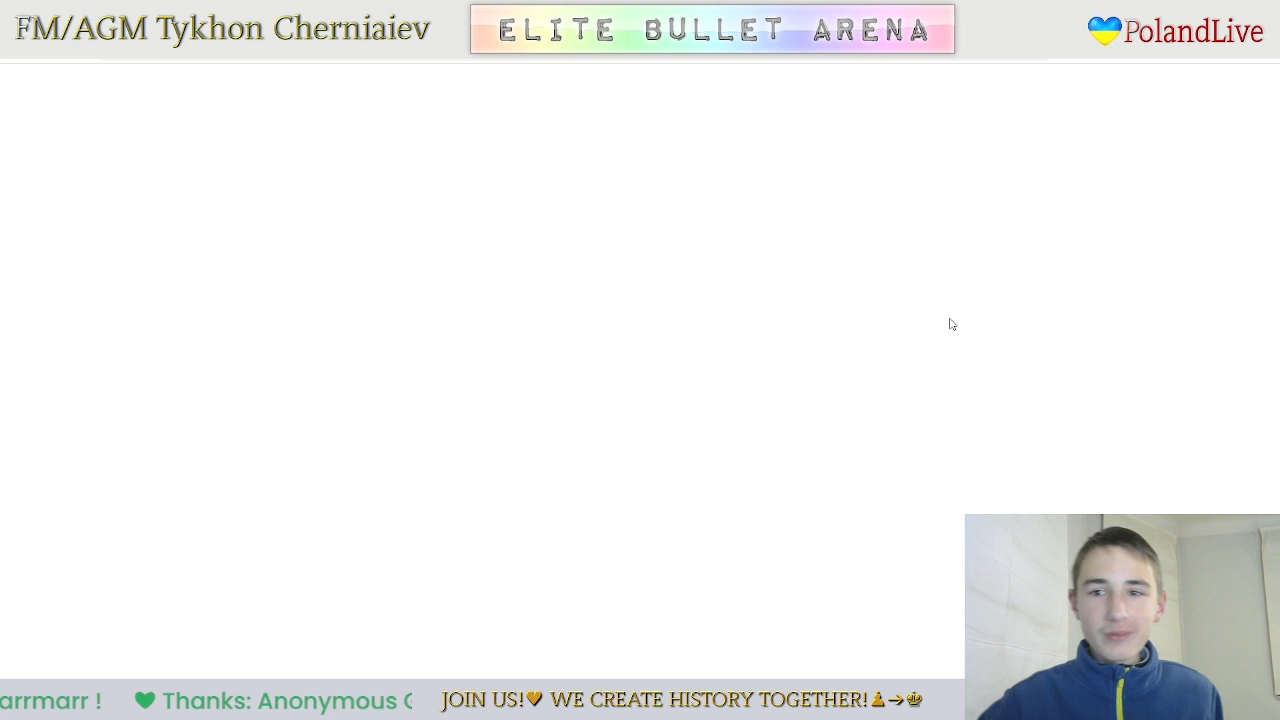 FM/AGM Tykhon Cherniaiev
ELITE BULLET ARENA
PolandLive
arrmarr ! Thanks: Anonymous
JOIN US!🧡 WE CREATE HISTORY TOGETHER!♟➔♚